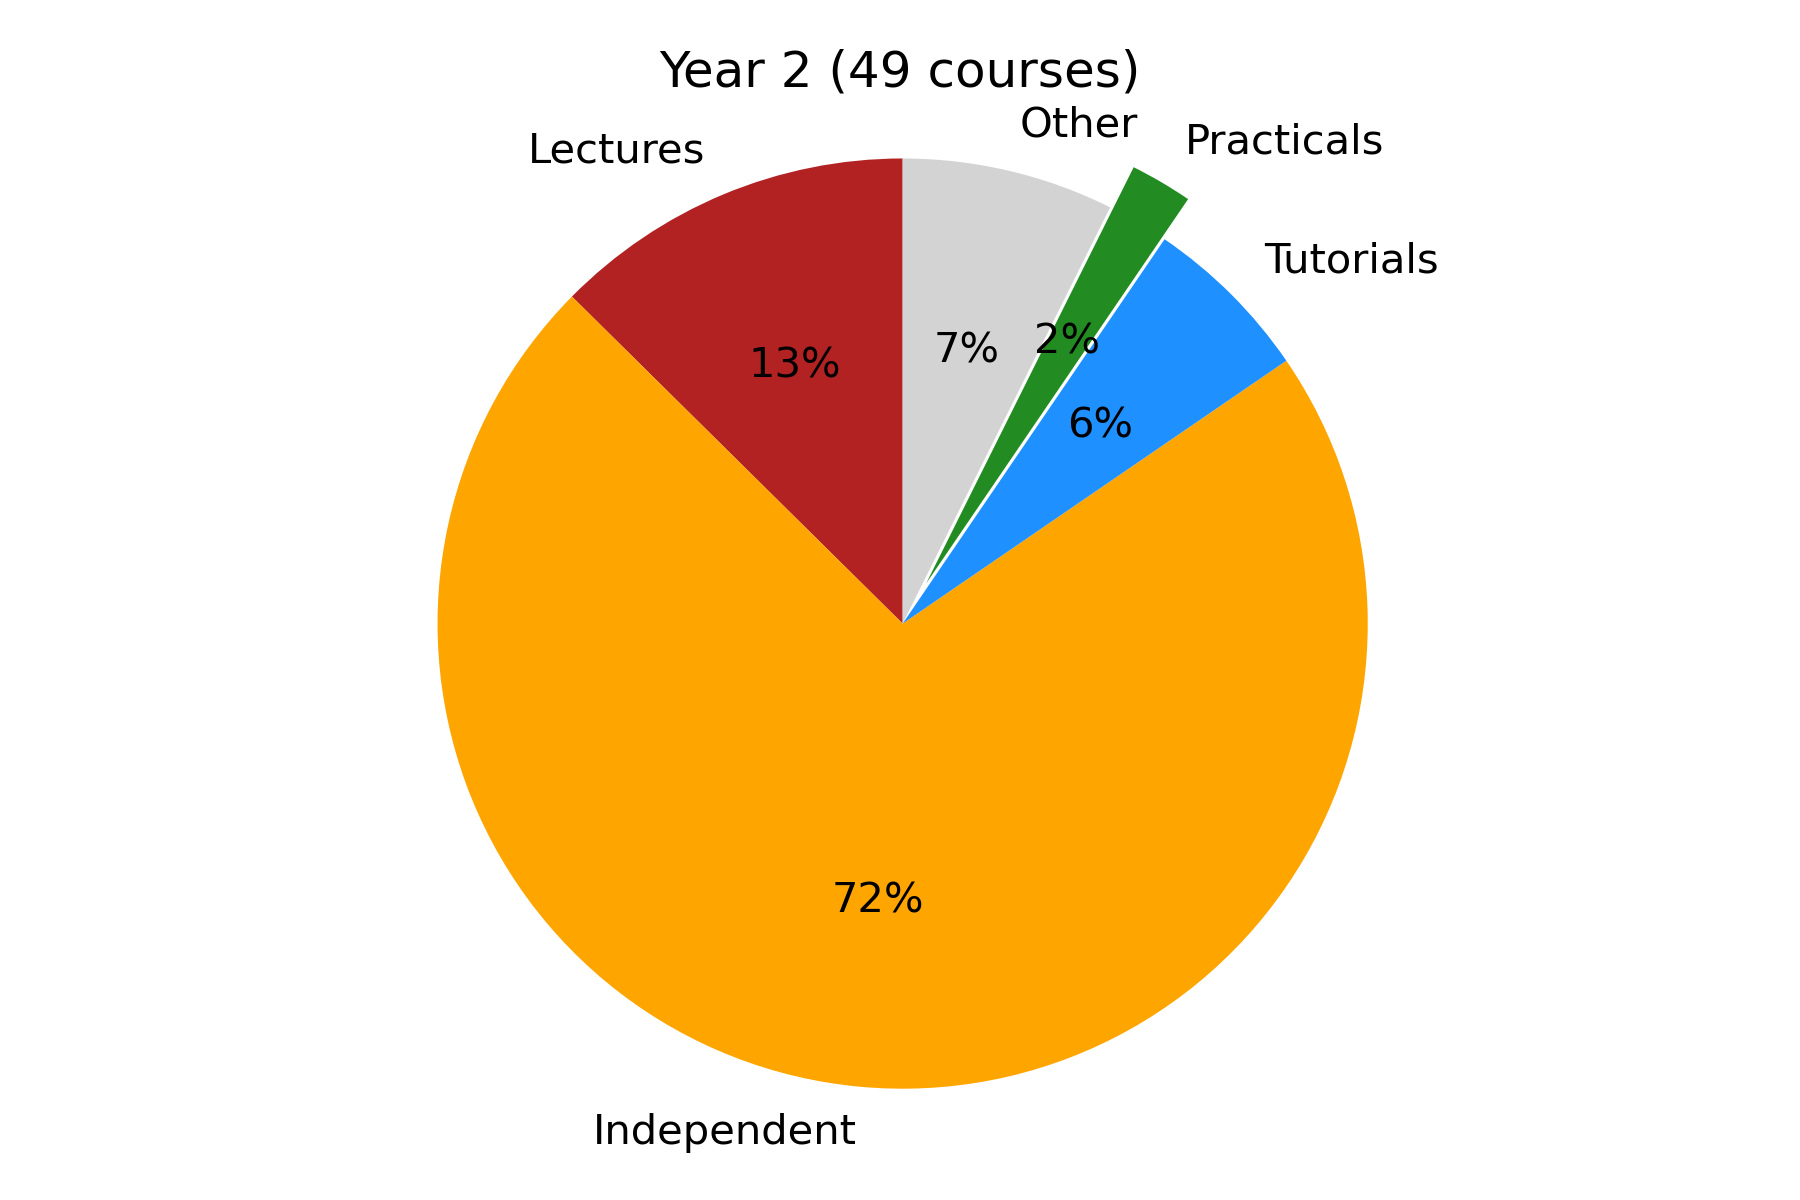 Year 2 (49 courses)
Other
Practicals
Lectures
Tutorials
7%
2%
13%
6%
72%
Independent